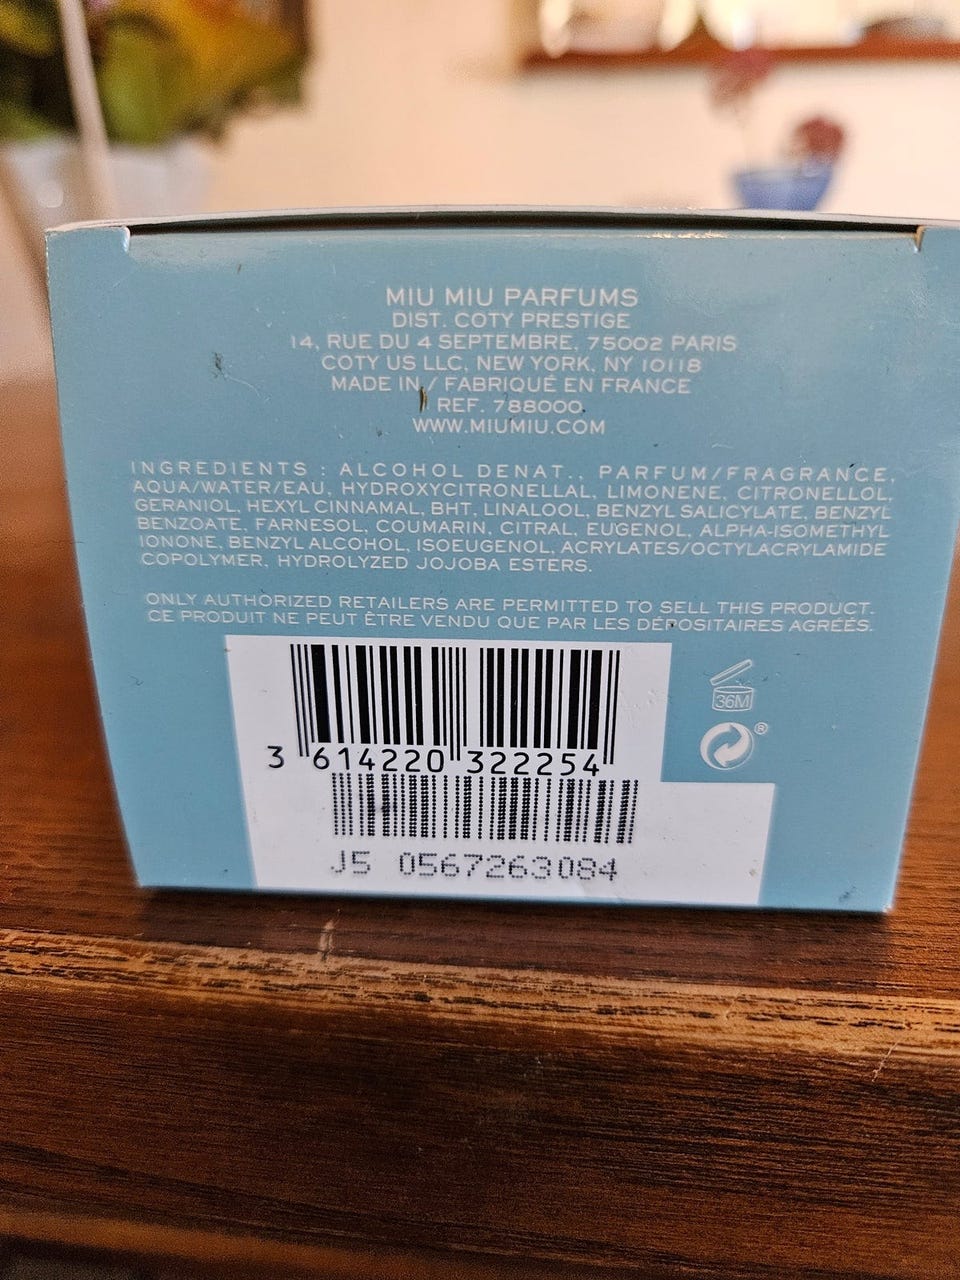 MIU MIU PARFUMS
DIST. COTY PRESTIGE
14, RUE DU 4 SEPTEMBRE, 75002 PARIS
COTY US LLC, NEW YORK, NY 10118
MADE IN / FABRIQUÉ EN FRANCE
REF. 788000
WWW.MIUMIU.COM
INGREDIENTS : ALCOHOL DENAT., PARFUM/FRAGRANCE,
AQUA/WATER/EAU, HYDROXYCITRONELLAL, LIMONENE, CITRONELLOL,
GERANIOL, HEXYL CINNAMAL, BHT, LINALOOL, BENZYL SALICYLATE, BENZYL
BENZOATE, FARNESOL, COUMARIN, CITRAL, EUGENOL, ALPHA-ISOMETHYL
IONONE, BENZYL ALCOHOL, ISOEUGENOL, ACRYLATES/OCTYLACRYLAMIDE
COPOLYMER, HYDROLYZED JOJOBA ESTERS.
ONLY AUTHORIZED RETAILERS ARE PERMITTED TO SELL THIS PRODUCT.
CE PRODUIT NE PEUT ÊTRE VENDU QUE PAR LES DÉPOSITAIRES AGRÉÉS.
36M
®
3 614220 322254
J5 0567263084